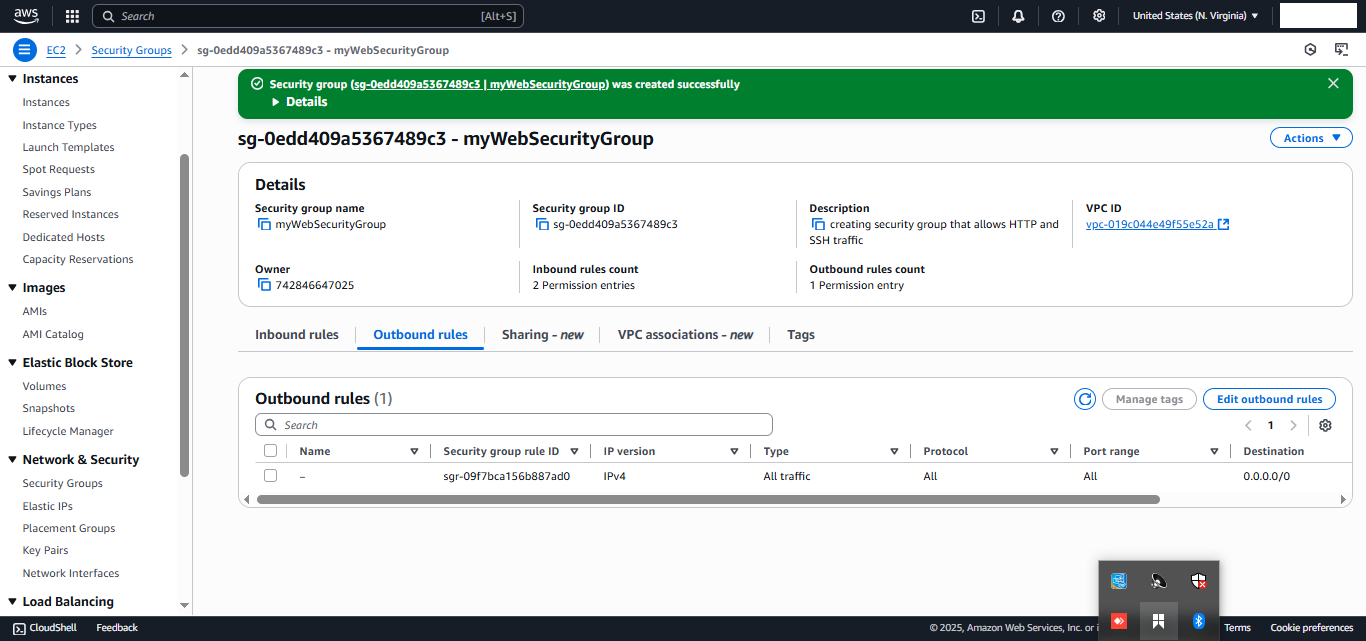 aws
Search [Alt+S]
United States (N. Virginia)
EC2 > Security Groups > sg-0edd409a5367489c3 - myWebSecurityGroup
Instances
Instances
Instance Types
Launch Templates
Spot Requests
Savings Plans
Reserved Instances
Dedicated Hosts
Capacity Reservations
Images
AMIs
AMI Catalog
Elastic Block Store
Volumes
Snapshots
Lifecycle Manager
Network & Security
Security Groups
Elastic IPs
Placement Groups
Key Pairs
Network Interfaces
Load Balancing
Security group (sg-0edd409a5367489c3 | myWebSecurityGroup) was created successfully
Details
sg-0edd409a5367489c3 - myWebSecurityGroup
Actions
Details
Security group name
myWebSecurityGroup
Security group ID
sg-0edd409a5367489c3
Description
creating security group that allows HTTP and
SSH traffic
VPC ID
vpc-019c044e49f55e52a
Owner
742846647025
Inbound rules count
2 Permission entries
Outbound rules count
1 Permission entry
Inbound rules
Outbound rules
Sharing - new
VPC associations - new
Tags
Outbound rules (1)
Manage tags
Edit outbound rules
Search
1
Name Security group rule ID IP version Type Protocol Port range Destination
– sgr-09f7bca156b887ad0 IPv4 All traffic All All 0.0.0.0/0
CloudShell Feedback
© 2025, Amazon Web Services, Inc. or i
Terms Cookie preferences